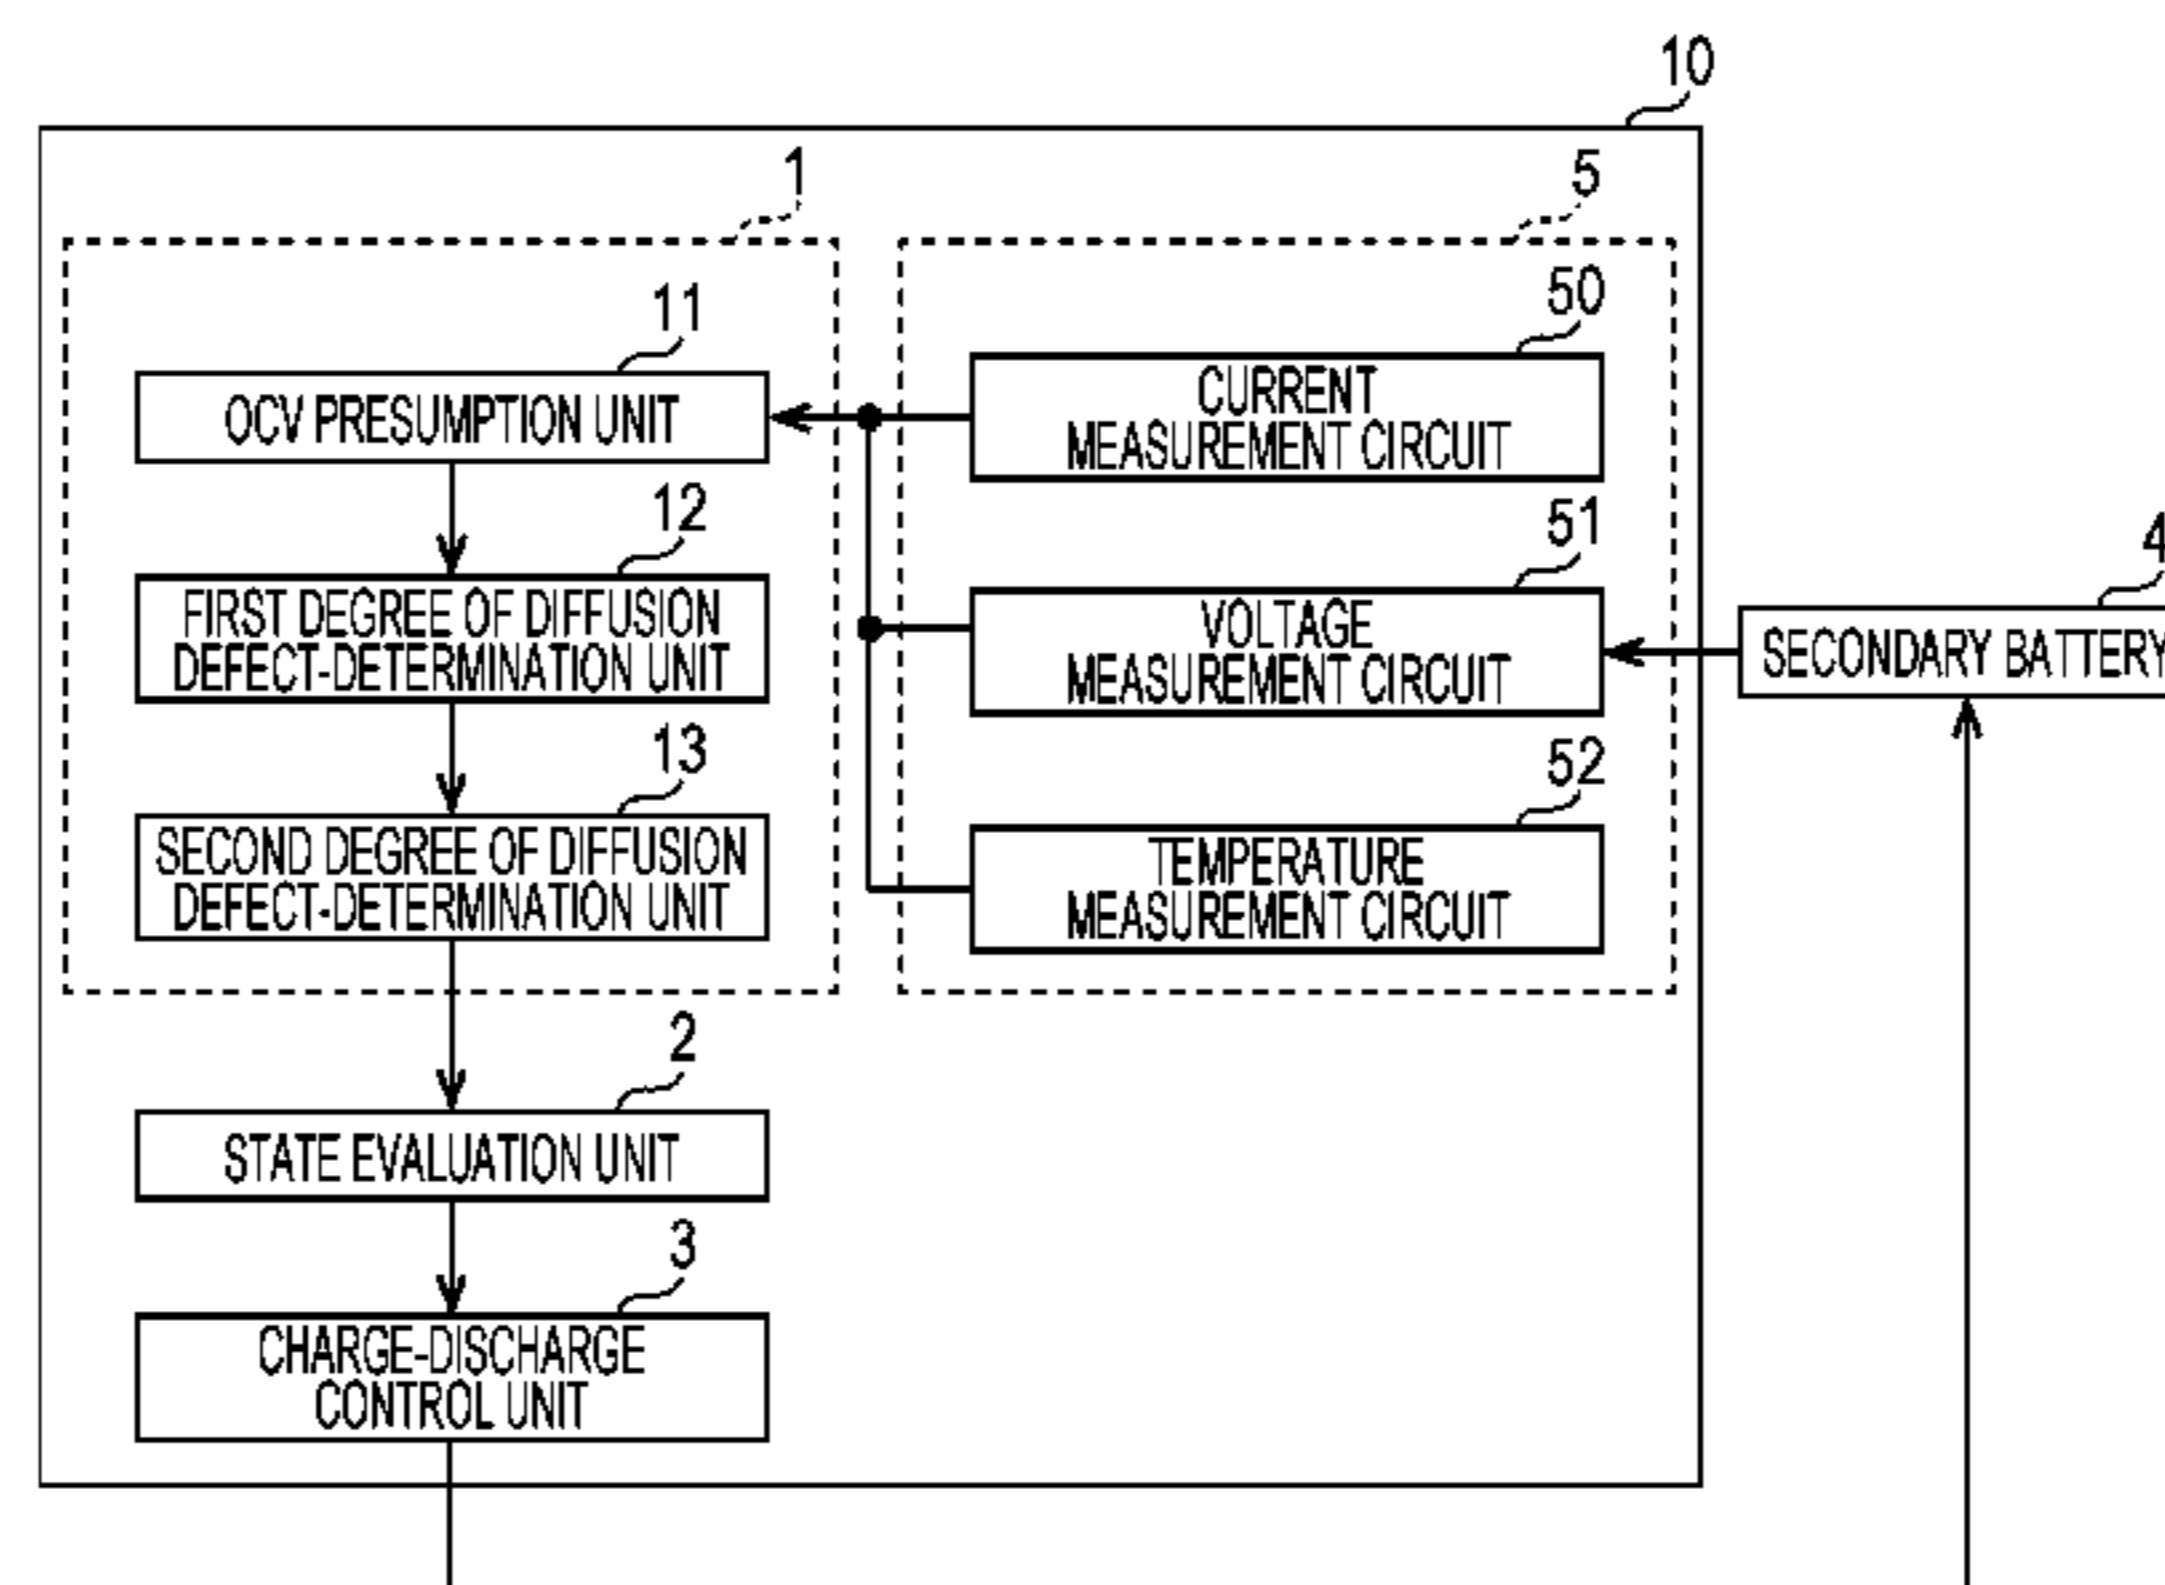 10
1
5
11
50
OCV PRESUMPTION UNIT
CURRENT
MEASUREMENT CIRCUIT
12
51
4
FIRST DEGREE OF DIFFUSION
DEFECT-DETERMINATION UNIT
VOLTAGE
MEASUREMENT CIRCUIT
SECONDARY BATTERY
13
52
SECOND DEGREE OF DIFFUSION
DEFECT-DETERMINATION UNIT
TEMPERATURE
MEASUREMENT CIRCUIT
2
STATE EVALUATION UNIT
3
CHARGE-DISCHARGE
CONTROL UNIT